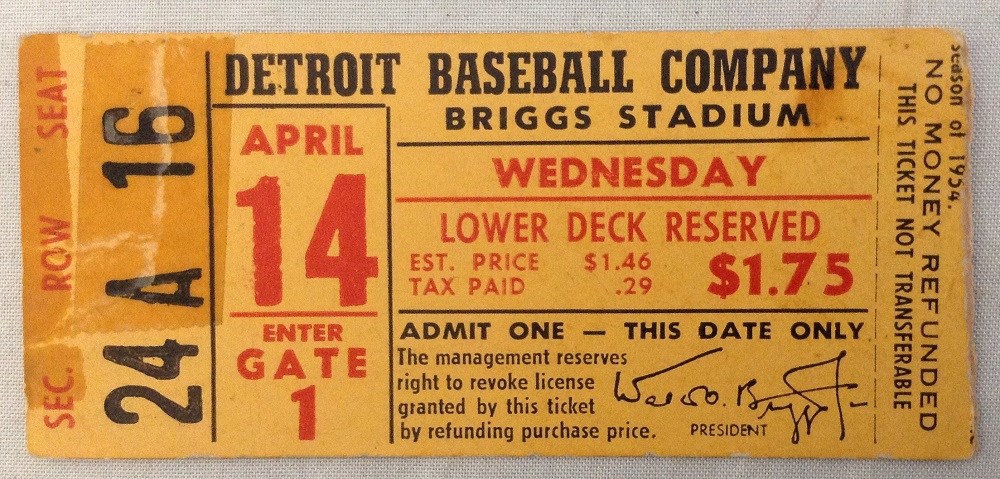 SEC. ROW SEAT
24 A 16
DETROIT BASEBALL COMPANY
BRIGGS STADIUM
APRIL
14
ENTER
GATE
1
WEDNESDAY
LOWER DECK RESERVED
EST. PRICE $1.46
TAX PAID .29
$1.75
ADMIT ONE — THIS DATE ONLY
The management reserves
right to revoke license
granted by this ticket
by refunding purchase price.
PRESIDENT
season of 1954.
NO MONEY REFUNDED
THIS TICKET NOT TRANSFERABLE